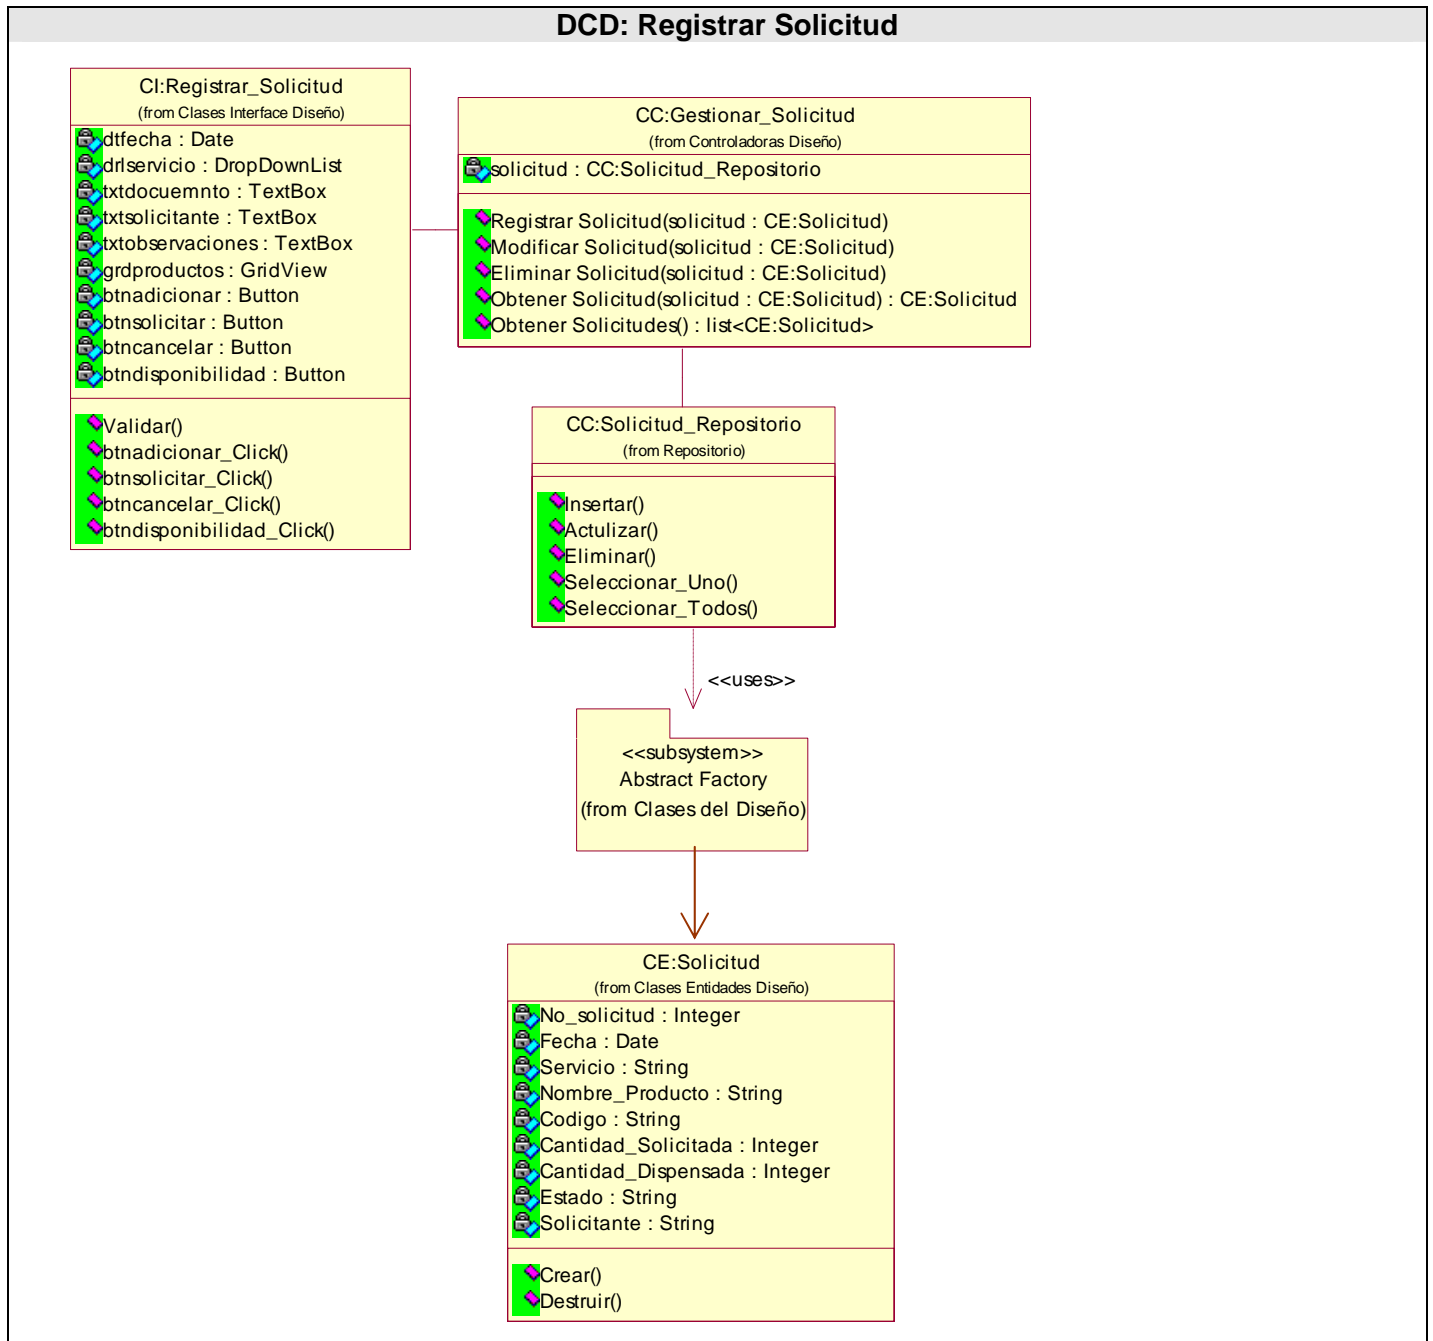 DCD: Registrar Solicitud
CI:Registrar_Solicitud
(from Clases Interface Diseño)
dtfecha : Date
drlservicio : DropDownList
txtdocuemnto : TextBox
txtsolicitante : TextBox
txtobservaciones : TextBox
grdproductos : GridView
btnadicionar : Button
btnsolicitar : Button
btncancelar : Button
btndisponibilidad : Button
Validar()
btnadicionar_Click()
btnsolicitar_Click()
btncancelar_Click()
btndisponibilidad_Click()
CC:Gestionar_Solicitud
(from Controladoras Diseño)
solicitud : CC:Solicitud_Repositorio
Registrar Solicitud(solicitud : CE:Solicitud)
Modificar Solicitud(solicitud : CE:Solicitud)
Eliminar Solicitud(solicitud : CE:Solicitud)
Obtener Solicitud(solicitud : CE:Solicitud) : CE:Solicitud
Obtener Solicitudes() : list<CE:Solicitud>
CC:Solicitud_Repositorio
(from Repositorio)
Insertar()
Actulizar()
Eliminar()
Seleccionar_Uno()
Seleccionar_Todos()
<<uses>>
<<subsystem>>
Abstract Factory
(from Clases del Diseño)
CE:Solicitud
(from Clases Entidades Diseño)
No_solicitud : Integer
Fecha : Date
Servicio : String
Nombre_Producto : String
Codigo : String
Cantidad_Solicitada : Integer
Cantidad_Dispensada : Integer
Estado : String
Solicitante : String
Crear()
Destruir()